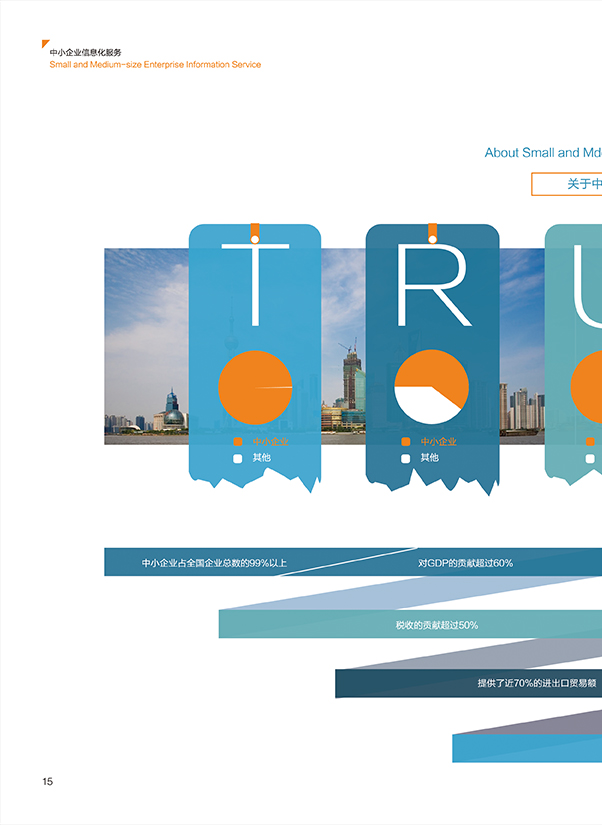 中小企业信息化服务
Small and Medium-size Enterprise Information Service
About Small and Md
关于中
T R U
中小企业 中小企业
其他 其他
中小企业占全国企业总数的99%以上 对GDP的贡献超过60%
税收的贡献超过50%
提供了近70%的进出口贸易额
15